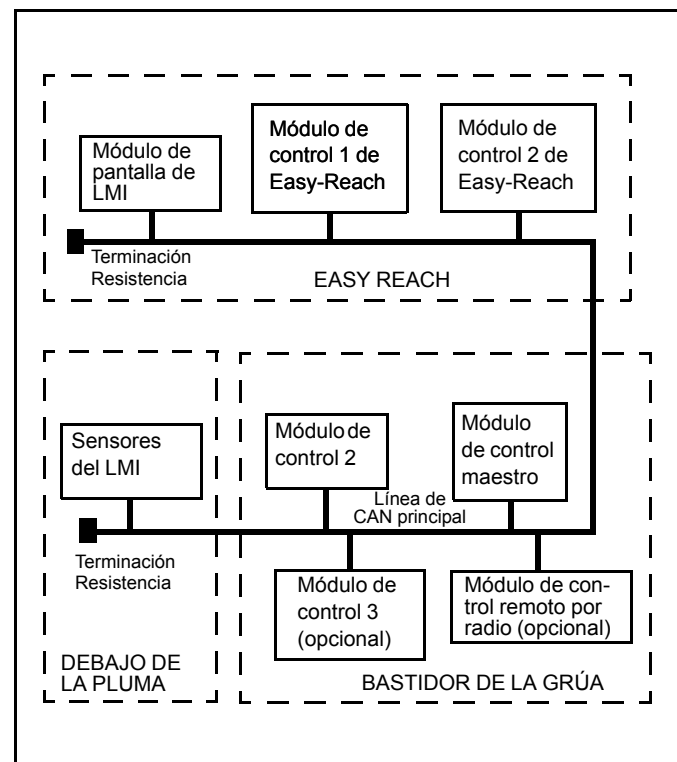 Módulo de
pantalla de
LMI
Módulo de
control 1 de
Easy-Reach
Módulo de
control 2 de
Easy-Reach
Terminación
Resistencia
EASY REACH
Sensores
del LMI
Módulo de
control 2
Módulo
de control
maestro
Línea de
CAN principal
Terminación
Resistencia
Módulo de
control 3
(opcional)
Módulo de con-
trol remoto por
radio (opcional)
DEBAJO DE
LA PLUMA
BASTIDOR DE LA GRÚA